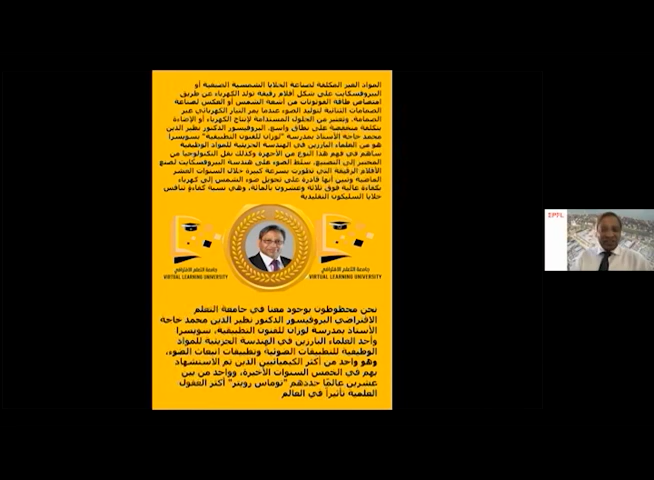 المواد الغير المكلفة لصناعة الخلايا الشمسية الصبغية أو
البيروفسكايت على شكل أفلام رقيقة تولد الكهرباء عن طريق
امتصاص طاقة الفوتونات من أشعة الشمس أو العكس لصناعة
الصمامات الثنائية لتوليد الضوء عندما يمر التيار الكهربائي عبر
الصمامة. وتعتبر من الحلول المستدامة لإنتاج الكهرباء أو الإضاءة
بتكلفة منخفضة على نطاق واسع. البروفيسور الدكتور نظير الدين
محمد خاجة الأستاذ بمدرسة "لوزان للفنون التطبيقية" بسويسرا
هو من العلماء البارزين في الهندسة الجزيئية للمواد الوظيفية
ساهم في فهم هذا النوع من الأجهزة وكذلك نقل التكنولوجيا من
المختبر إلى التصنيع. سلط الضوء على هندسة البيروفسكايت لصنع
الأفلام الرقيقة التي تطورت بسرعة كبيرة خلال السنوات العشر
الماضية وتبين أنها قادرة على تحويل ضوء الشمس إلى كهرباء
بكفاءة عالية فوق ثلاثة وعشرون بالمائة، وهي نسبة كفاءة تنافس
خلايا السليكون التقليدية
جامعة التعلم الافتراضي
VIRTUAL LEARNING UNIVERSITY
جامعة التعلم الافتراضي
VIRTUAL LEARNING UNIVERSITY
EPFL
نحن محظوظون بوجود معنا في جامعة التعلم
الافتراضي البروفيسور الدكتور نظير الدين محمد خاجة
الأستاذ بمدرسة لوزان للفنون التطبيقية، سويسرا
وأحد العلماء البارزين في الهندسة الجزيئية للمواد
الوظيفية للتطبيقات الضوئية وتطبيقات انبعاث الضوء،
وهو واحد من أكثر الكيميائيين الذين تم الاستشهاد
بهم في الخمس السنوات الأخيرة، وواحد من بين
عشرين عالمًا حددهم "توماس رويتر" أكثر العقول
العلمية تأثيراً في العالم